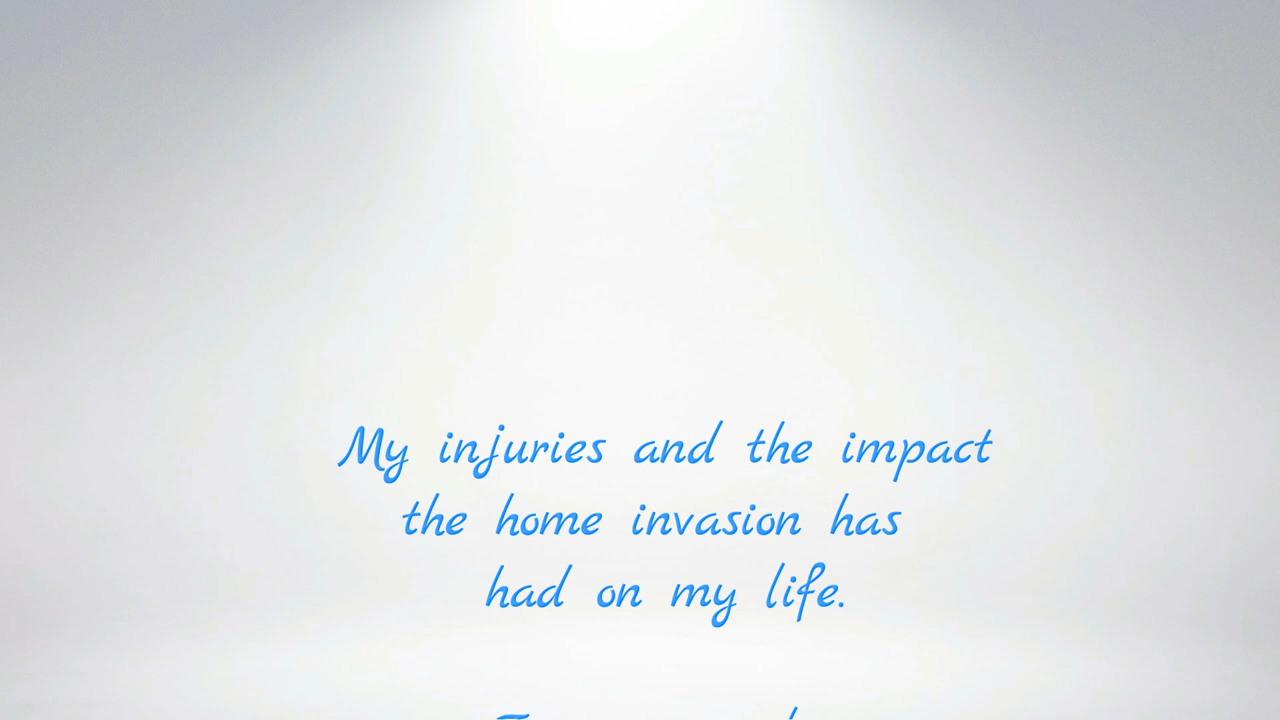 My injuries and the impact
the home invasion has
had on my life.